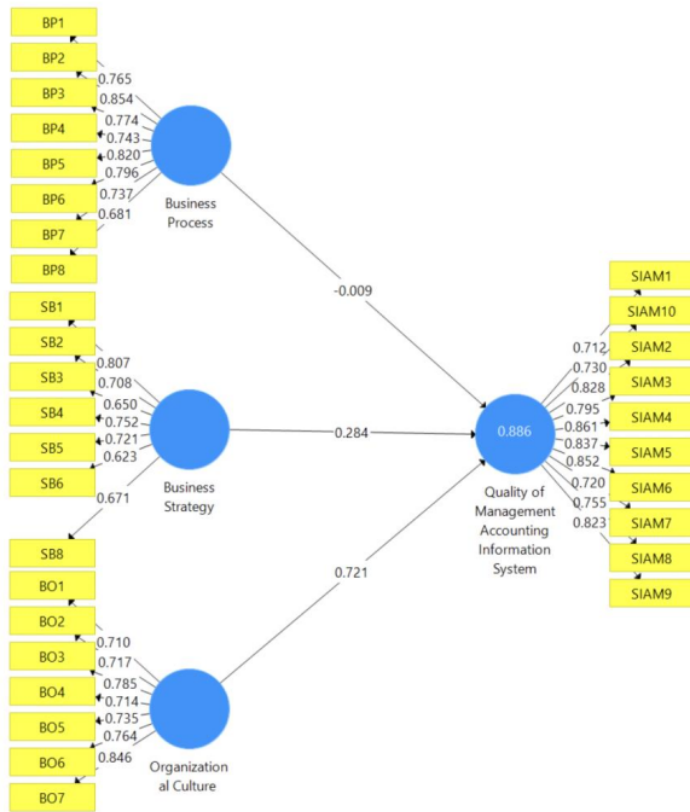 BP1
BP2
BP3
BP4
BP5
BP6
BP7
BP8
0.765
0.854
0.774
0.743
0.820
0.796
0.737
0.681
Business
Process
-0.009
SB1
SB2
SB3
SB4
SB5
SB6
SB8
0.807
0.708
0.650
0.752
0.721
0.623
0.671
Business
Strategy
0.284
BO1
BO2
BO3
BO4
BO5
BO6
BO7
0.710
0.717
0.785
0.714
0.735
0.764
0.846
Organization
al Culture
0.721
0.886
Quality of
Management
Accounting
Information
System
0.712
0.730
0.828
0.795
0.861
0.837
0.852
0.720
0.755
0.823
SIAM1
SIAM10
SIAM2
SIAM3
SIAM4
SIAM5
SIAM6
SIAM7
SIAM8
SIAM9